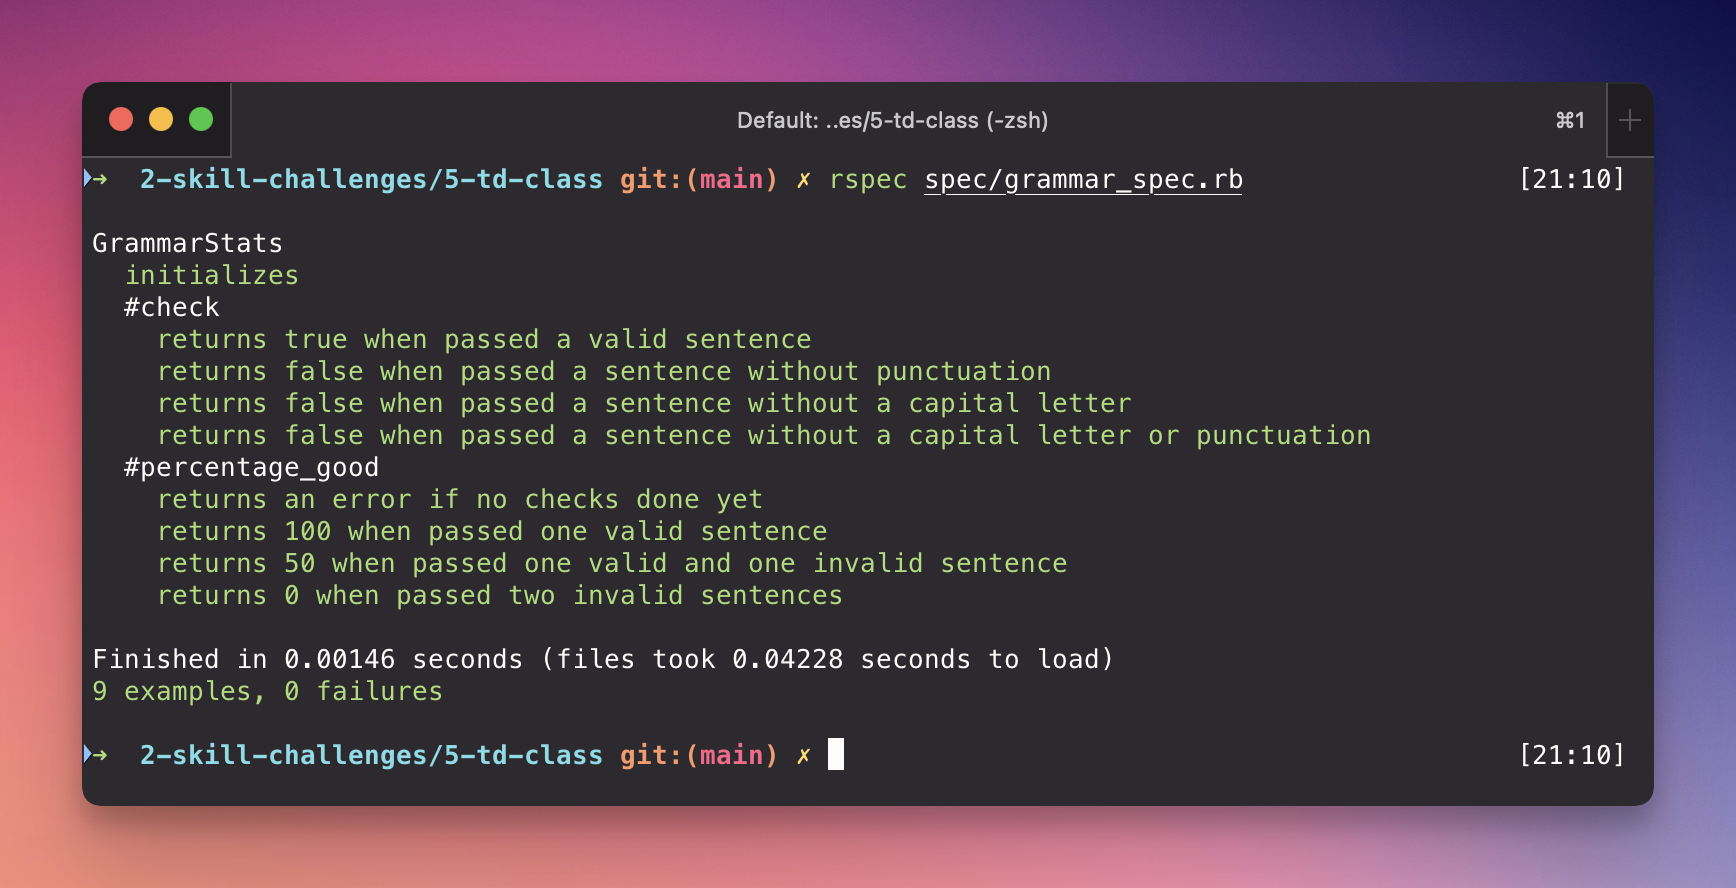 Default: ..es/5-td-class (-zsh) ⌘1 +
→ 2-skill-challenges/5-td-class git:(main) ✗ rspec spec/grammar_spec.rb [21:10]
GrammarStats
initializes
#check
returns true when passed a valid sentence
returns false when passed a sentence without punctuation
returns false when passed a sentence without a capital letter
returns false when passed a sentence without a capital letter or punctuation
#percentage_good
returns an error if no checks done yet
returns 100 when passed one valid sentence
returns 50 when passed one valid and one invalid sentence
returns 0 when passed two invalid sentences
Finished in 0.00146 seconds (files took 0.04228 seconds to load)
9 examples, 0 failures
→ 2-skill-challenges/5-td-class git:(main) ✗ [21:10]